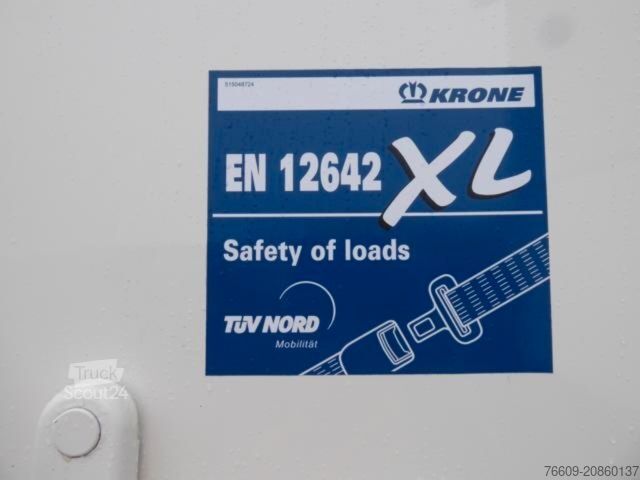 515048724
KRONE
EN 12642 XL
Safety of loads
TÜV NORD
Mobilität
Truck
Scout24
76609-20860137